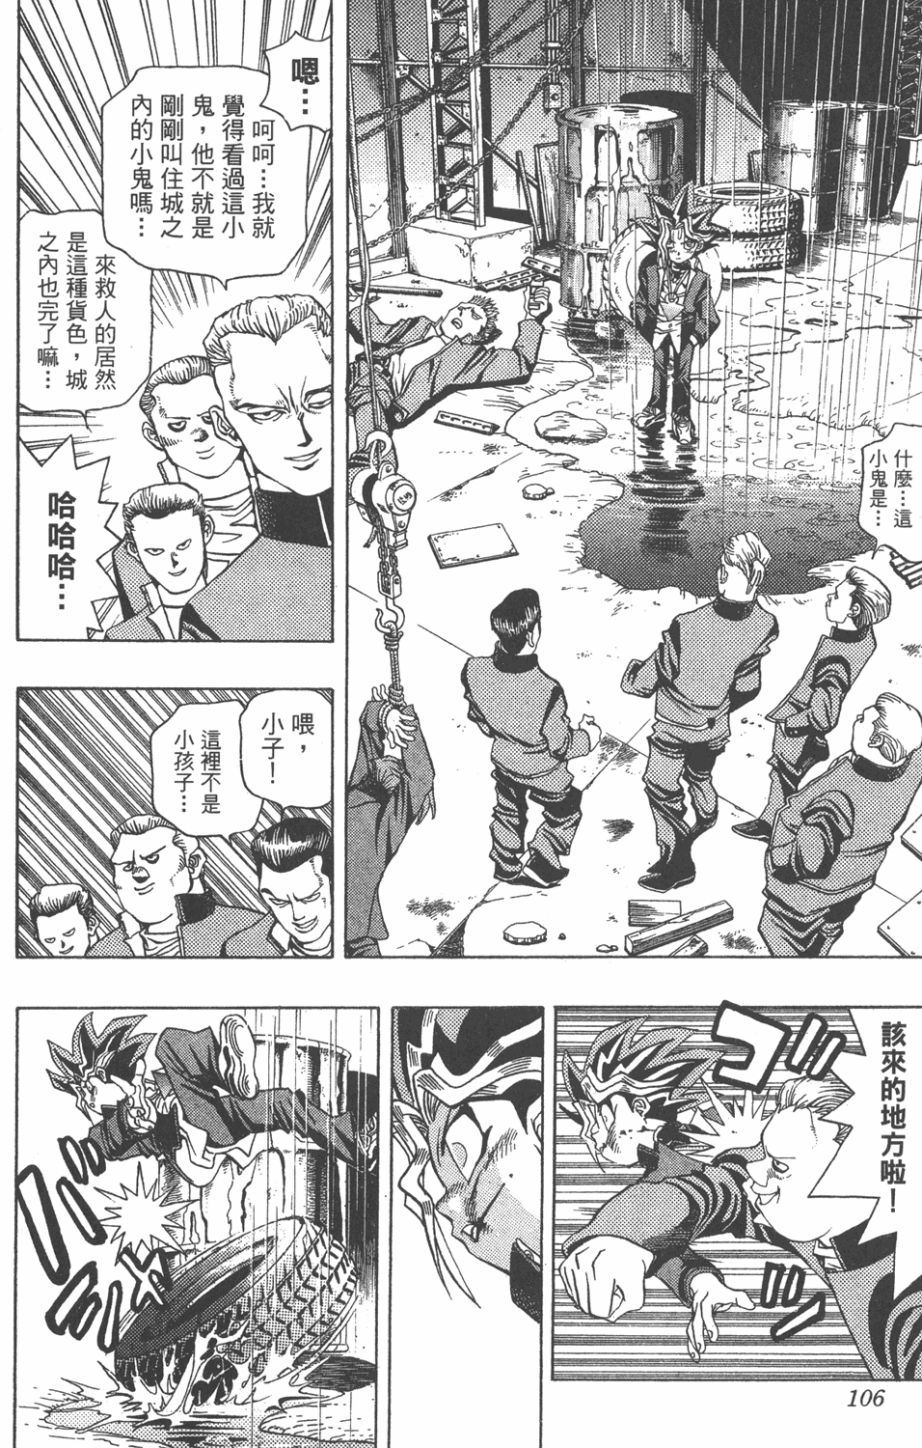 什麼…這
小鬼是…
嗯…
呵呵…我就
覺得看過這小
鬼，他不就是
剛剛叫住城之
內的小鬼嗎…
來救人的居然
是這種貨色，城
之內也完了嘛…
哈哈哈…
喂，
小子！
這裡不是
小孩子…
該來的地方啦！
106